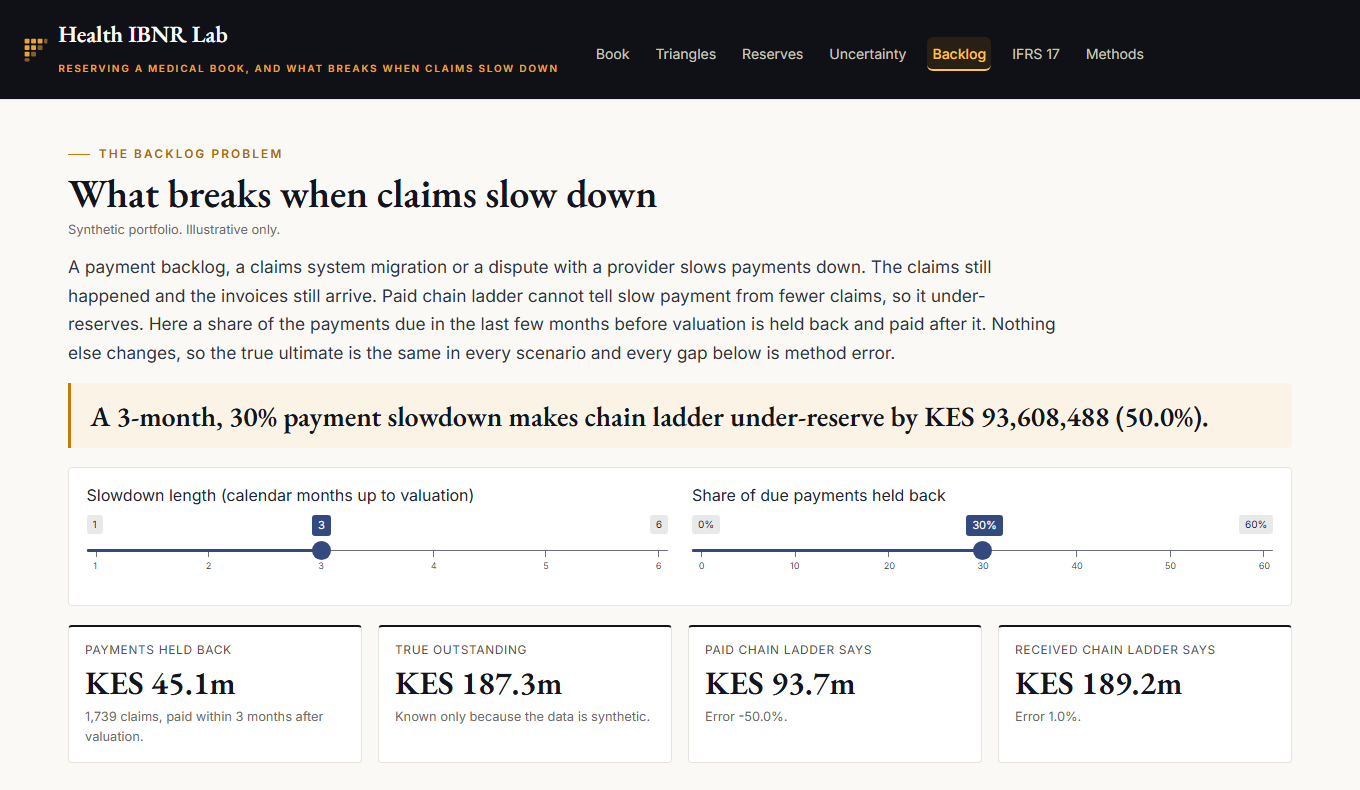 Health IBNR Lab
RESERVING A MEDICAL BOOK, AND WHAT BREAKS WHEN CLAIMS SLOW DOWN
Book Triangles Reserves Uncertainty Backlog IFRS 17 Methods
THE BACKLOG PROBLEM
What breaks when claims slow down
Synthetic portfolio. Illustrative only.
A payment backlog, a claims system migration or a dispute with a provider slows payments down. The claims still
happened and the invoices still arrive. Paid chain ladder cannot tell slow payment from fewer claims, so it under-
reserves. Here a share of the payments due in the last few months before valuation is held back and paid after it. Nothing
else changes, so the true ultimate is the same in every scenario and every gap below is method error.
A 3-month, 30% payment slowdown makes chain ladder under-reserve by KES 93,608,488 (50.0%).
Slowdown length (calendar months up to valuation)
1 3 6
1 2 3 4 5 6
Share of due payments held back
0% 30% 60%
0 10 20 30 40 50 60
PAYMENTS HELD BACK
KES 45.1m
1,739 claims, paid within 3 months after
valuation.
TRUE OUTSTANDING
KES 187.3m
Known only because the data is synthetic.
PAID CHAIN LADDER SAYS
KES 93.7m
Error -50.0%.
RECEIVED CHAIN LADDER SAYS
KES 189.2m
Error 1.0%.